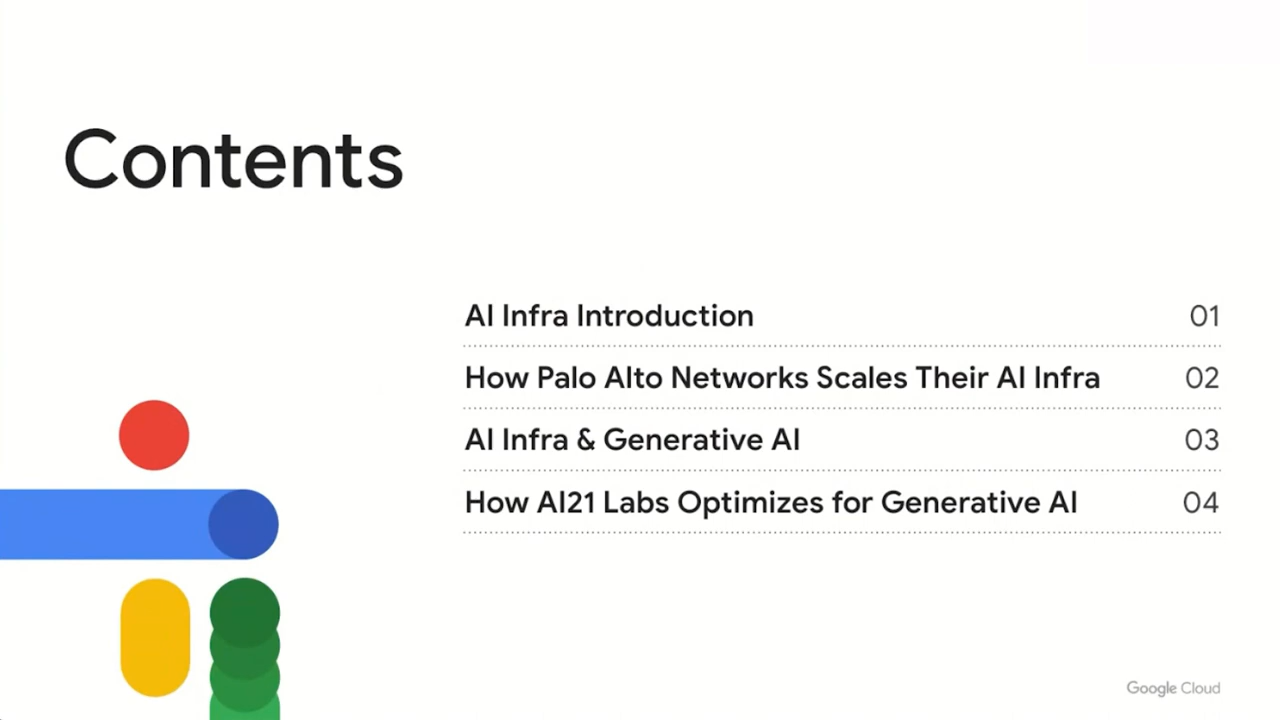 Contents
AI Infra Introduction 01
How Palo Alto Networks Scales Their AI Infra 02
AI Infra & Generative AI 03
How AI21 Labs Optimizes for Generative AI 04
Google Cloud